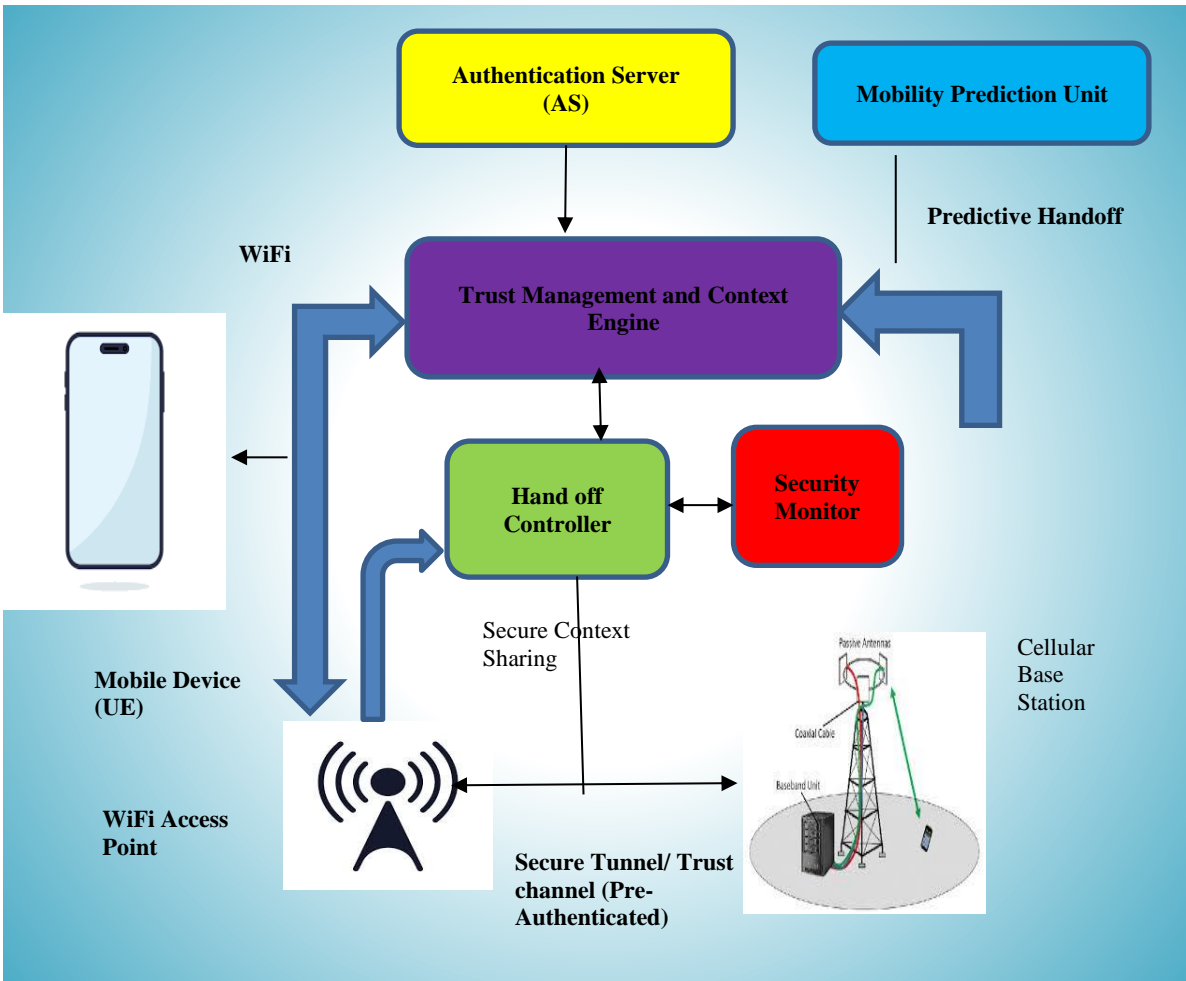 Authentication Server
(AS)
Mobility Prediction Unit
Predictive Handoff
WiFi
Trust Management and Context
Engine
Hand off
Controller
Security
Monitor
Secure Context
Sharing
Mobile Device
(UE)
Passive Antennas
Coaxial Cable
Baseband Unit
Cellular
Base
Station
WiFi Access
Point
Secure Tunnel/ Trust
channel (Pre-
Authenticated)